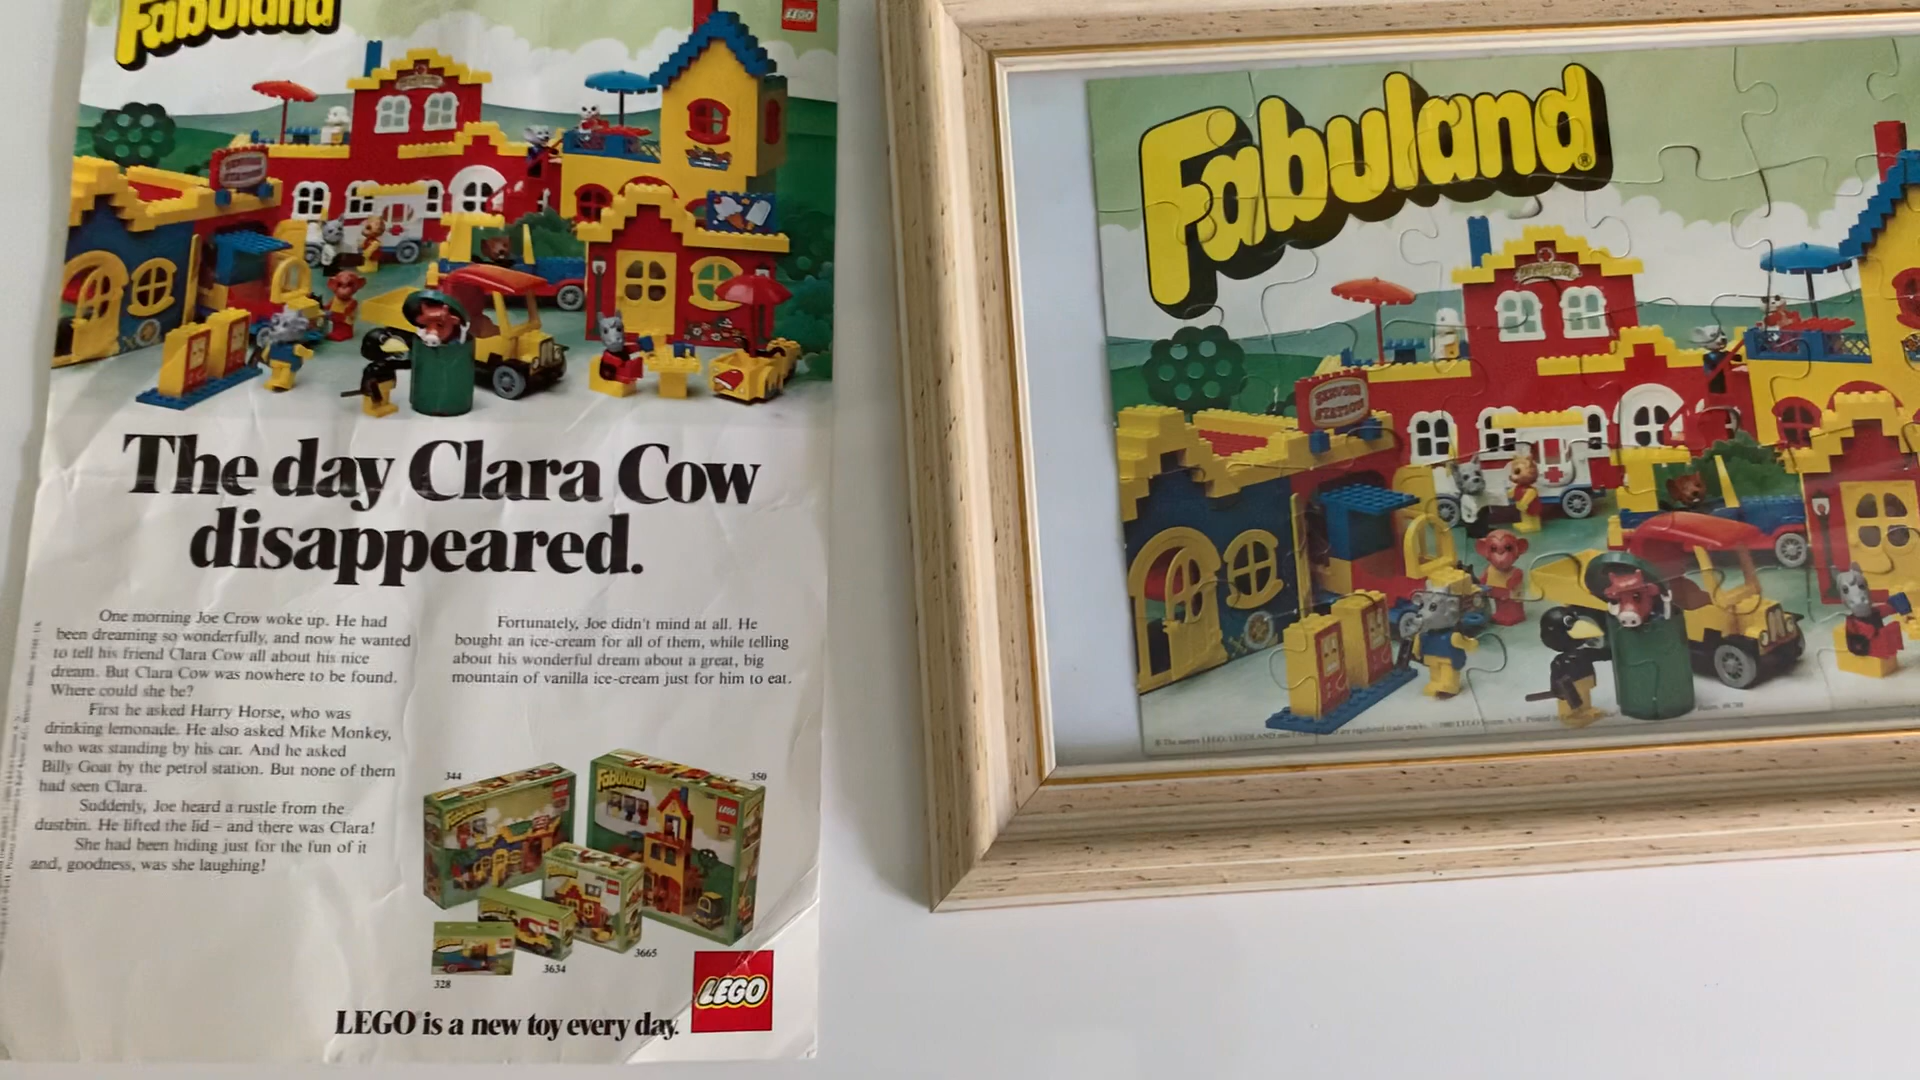 Fabuland
LEGO
SERVICE
STATION
The day Clara Cow
disappeared.
One morning Joe Crow woke up. He had
been dreaming so wonderfully, and now he wanted
to tell his friend Clara Cow all about his nice
dream. But Clara Cow was nowhere to be found.
Where could she be?
First he asked Harry Horse, who was
drinking lemonade. He also asked Mike Monkey,
who was standing by his car. And he asked
Billy Goat by the petrol station. But none of them
had seen Clara.
Suddenly, Joe heard a rustle from the
dustbin. He lifted the lid – and there was Clara!
She had been hiding just for the fun of it
and, goodness, was she laughing!
Fortunately, Joe didn't mind at all. He
bought an ice-cream for all of them, while telling
about his wonderful dream about a great, big
mountain of vanilla ice-cream just for him to eat.
344
350
Fabuland
LEGO
3665
3634
328
LEGO is a new toy every day.
LEGO
Fabuland®
SERVICE
STATION